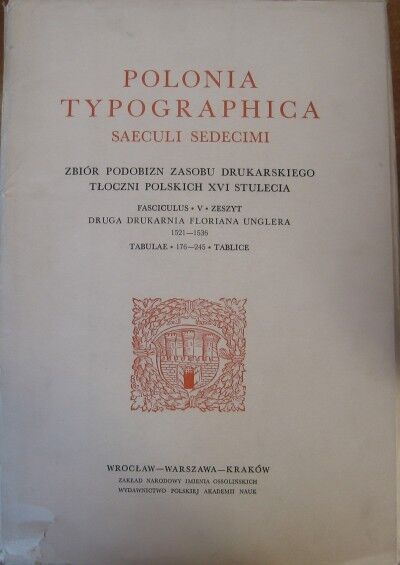 POLONIA
TYPOGRAPHICA
SAECULI SEDECIMI
ZBIÓR PODOBIZN ZASOBU DRUKARSKIEGO
TŁOCZNI POLSKICH XVI STULECIA
FASCICULUS • V • ZESZYT
DRUGA DRUKARNIA FLORIANA UNGLERA
1521—1536
TABULAE • 176—245 • TABLICE
WROCŁAW—WARSZAWA—KRAKÓW
ZAKŁAD NARODOWY IMIENIA OSSOLIŃSKICH
WYDAWNICTWO POLSKIEJ AKADEMII NAUK